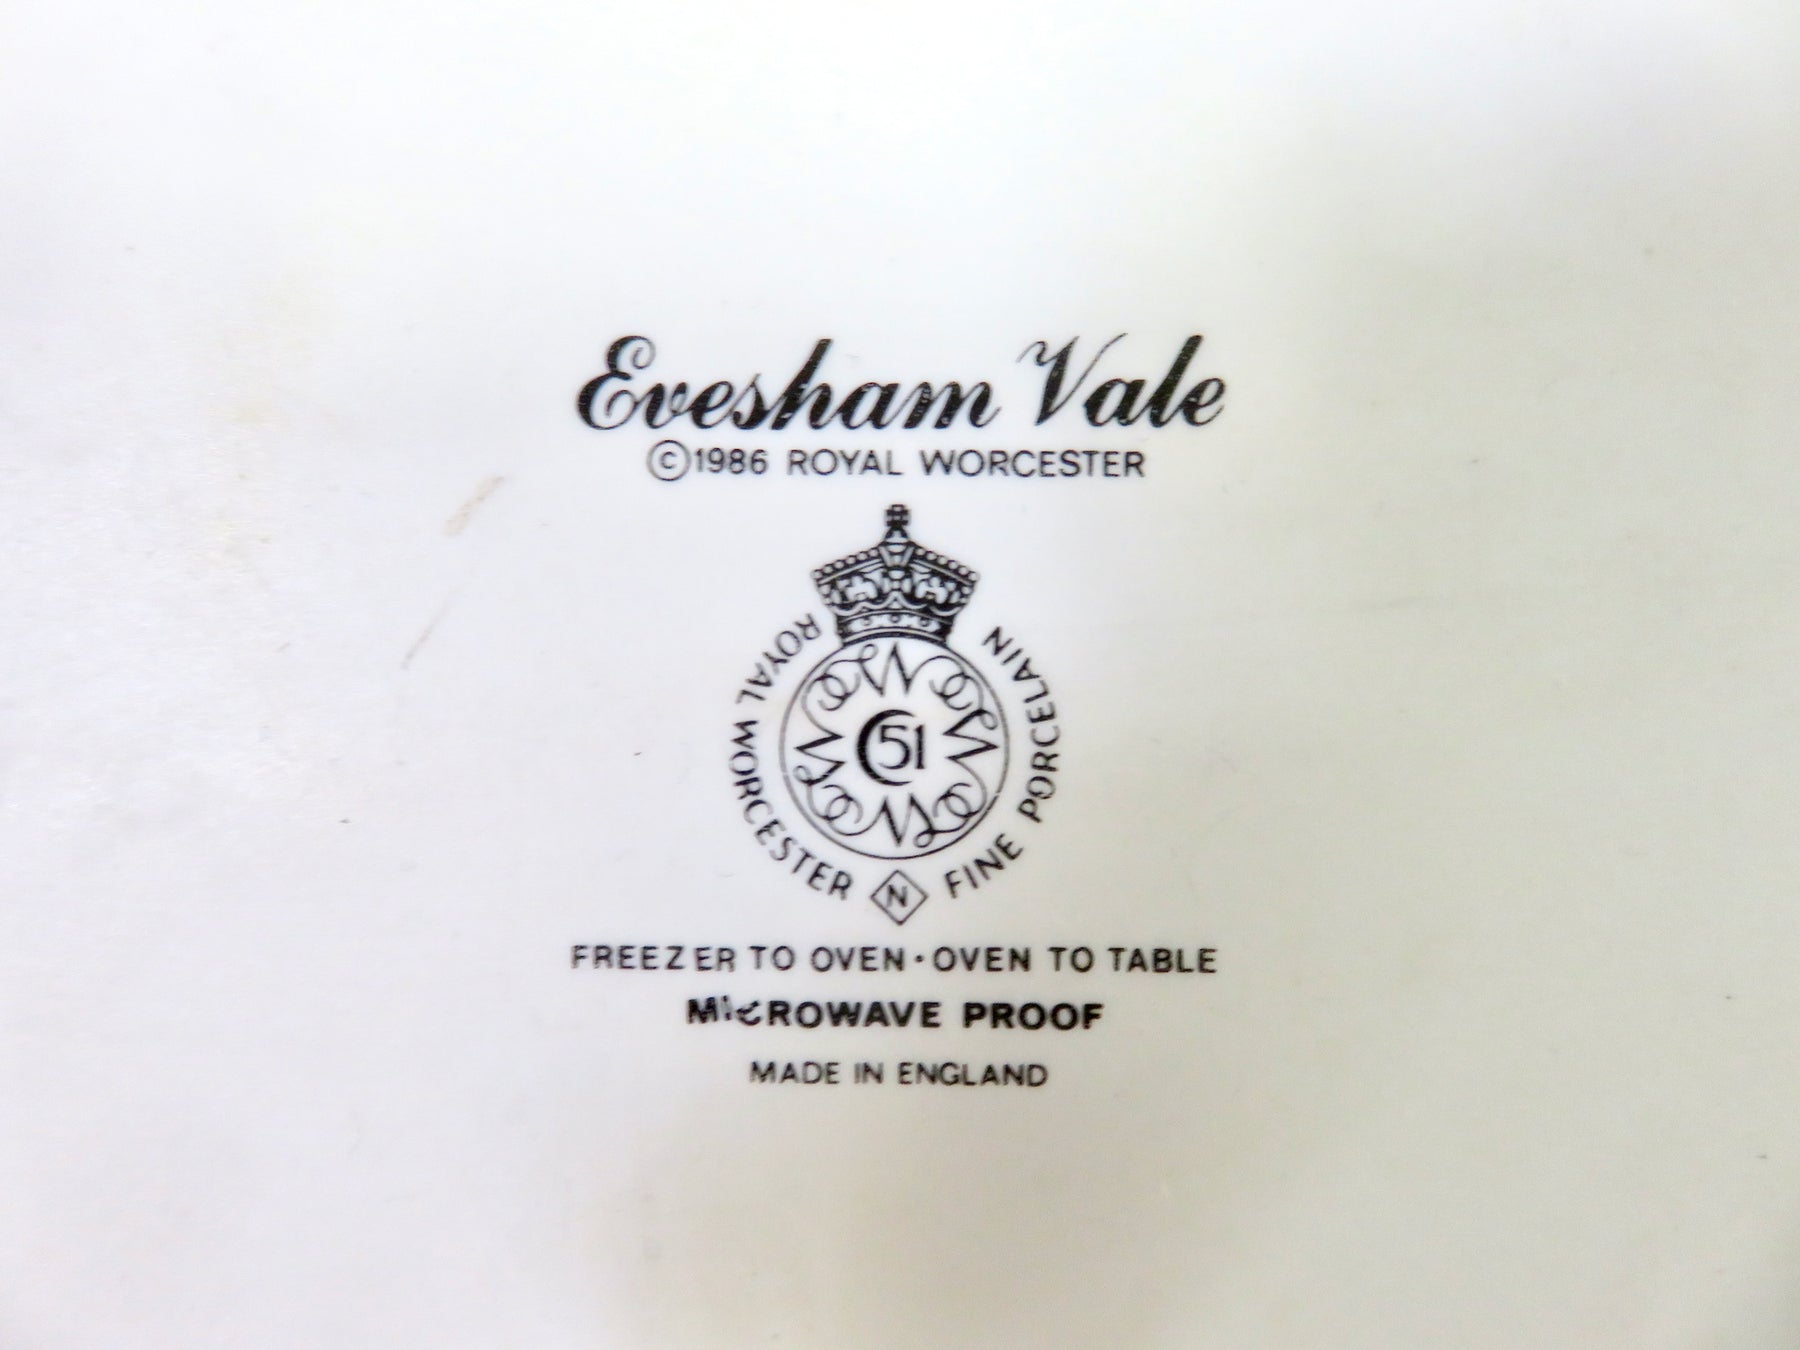 Evesham Vale
©1986 ROYAL WORCESTER
ROYAL WORCESTER
FINE PORCELAIN
51
N
FREEZER TO OVEN · OVEN TO TABLE
MICROWAVE PROOF
MADE IN ENGLAND